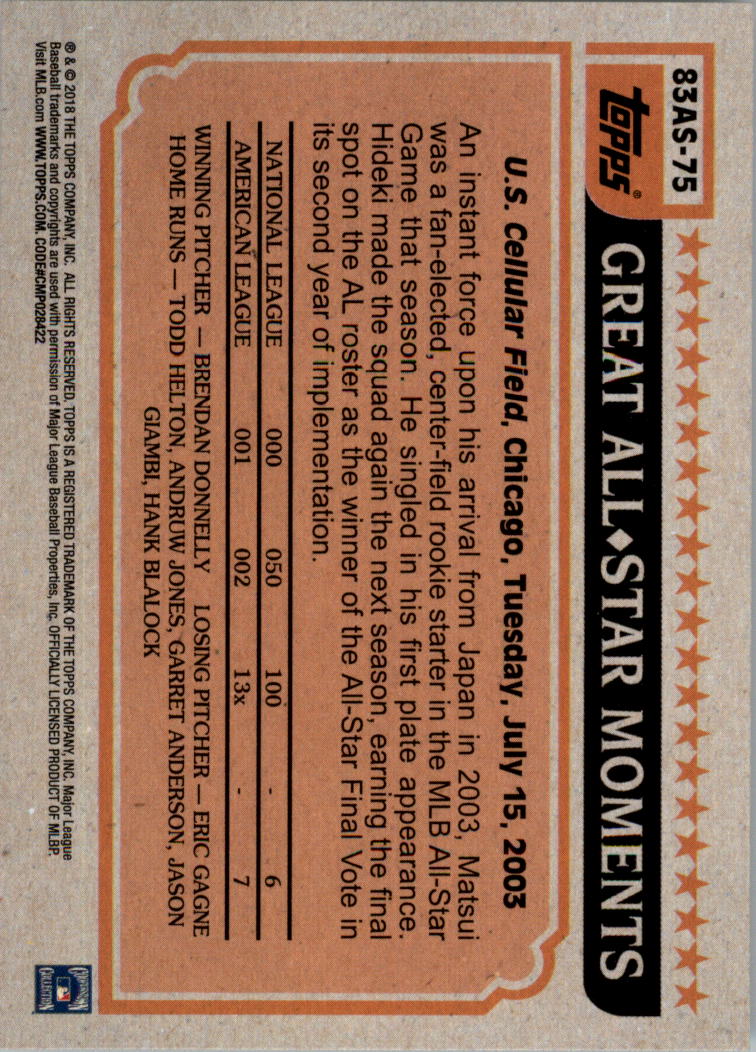 83AS-75
topps®
GREAT ALL◆STAR MOMENTS
U.S. Cellular Field, Chicago, Tuesday, July 15, 2003
An instant force upon his arrival from Japan in 2003, Matsui
was a fan-elected, center-field rookie starter in the MLB All-Star
Game that season. He singled in his first plate appearance.
Hideki made the squad again the next season, earning the final
spot on the AL roster as the winner of the All-Star Final Vote in
its second year of implementation.
NATIONAL LEAGUE 000 050 100 - 6
AMERICAN LEAGUE 001 002 13x - 7
WINNING PITCHER — BRENDAN DONNELLY LOSING PITCHER — ERIC GAGNE
HOME RUNS — TODD HELTON, ANDRUW JONES, GARRET ANDERSON, JASON
GIAMBI, HANK BLALOCK
® & © 2018 THE TOPPS COMPANY, INC. ALL RIGHTS RESERVED. TOPPS IS A REGISTERED TRADEMARK OF THE TOPPS COMPANY, INC. Major League
Baseball trademarks and copyrights are used with permission of Major League Baseball Properties, Inc. OFFICIALLY LICENSED PRODUCT OF MLBP.
Visit MLB.com WWW.TOPPS.COM. CODE#CMP028422
COOPERSTOWN
COLLECTION